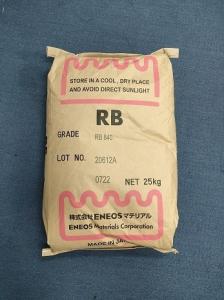 STORE IN A COOL, DRY PLACE
AND AVOID DIRECT SUNLIGHT
RB
GRADE RB 840
LOT NO. 20612A
0722 NET 25kg
株式会社ENEOSマテリアル
ENEOS Materials Corporation
MADE IN